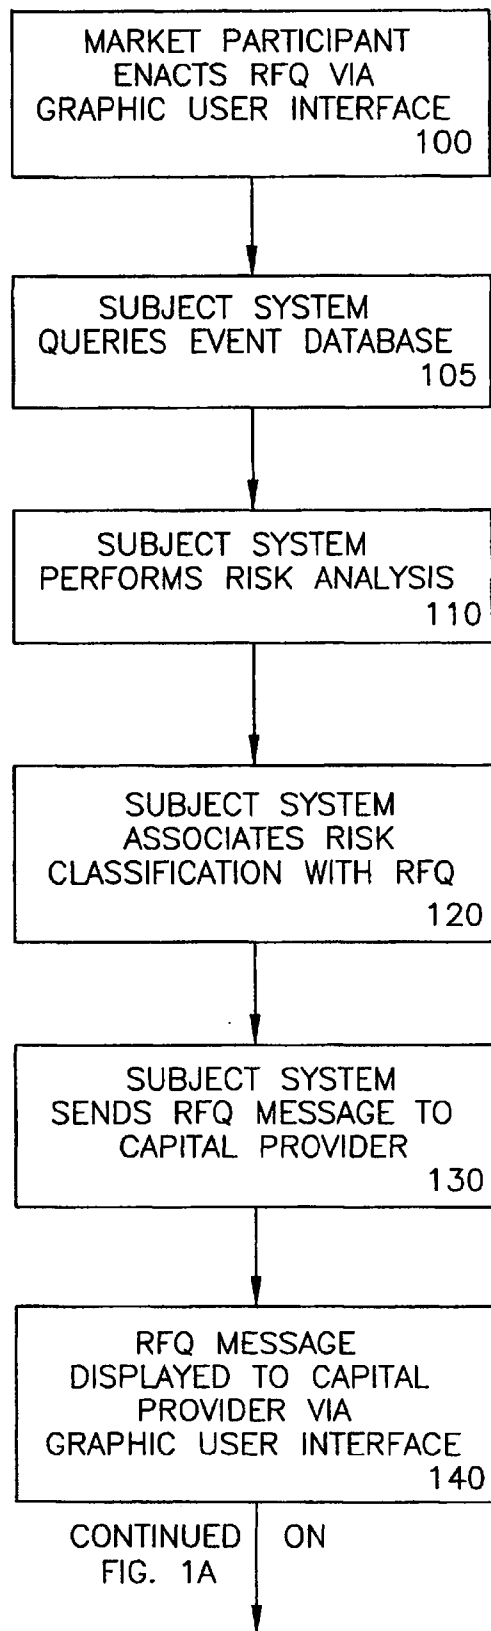 MARKET PARTICIPANT
ENACTS RFQ VIA
GRAPHIC USER INTERFACE
100
SUBJECT SYSTEM
QUERIES EVENT DATABASE
105
SUBJECT SYSTEM
PERFORMS RISK ANALYSIS
110
SUBJECT SYSTEM
ASSOCIATES RISK
CLASSIFICATION WITH RFQ
120
SUBJECT SYSTEM
SENDS RFQ MESSAGE TO
CAPITAL PROVIDER
130
RFQ MESSAGE
DISPLAYED TO CAPITAL
PROVIDER VIA
GRAPHIC USER INTERFACE
140
CONTINUED ON
FIG. 1A